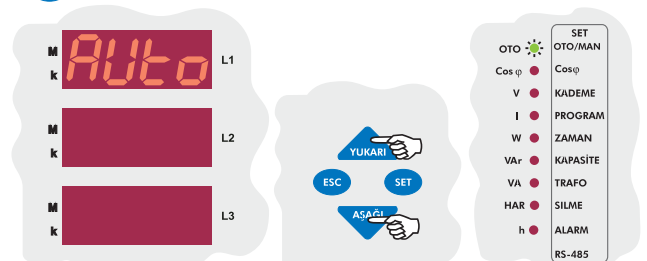 M
k
AUto
L1
M
k
L2
M
k
L3
YUKARI
ESC
SET
AŞAĞI
SET
OTO
OTO/MAN
Cos φ
Cosφ
V
KADEME
I
PROGRAM
W
ZAMAN
VAr
KAPASİTE
VA
TRAFO
HAR
SILME
h
ALARM
RS-485